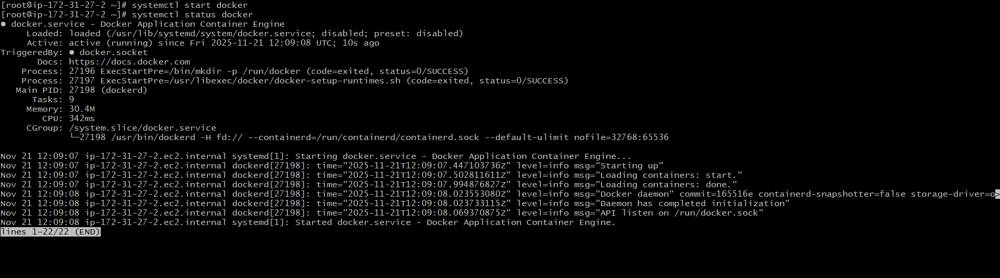 [root@ip-172-31-27-2 ~]# systemctl start docker
[root@ip-172-31-27-2 ~]# systemctl status docker
● docker.service - Docker Application Container Engine
     Loaded: loaded (/usr/lib/systemd/system/docker.service; disabled; preset: disabled)
     Active: active (running) since Fri 2025-11-21 12:09:08 UTC; 10s ago
TriggeredBy: ● docker.socket
       Docs: https://docs.docker.com
    Process: 27196 ExecStartPre=/bin/mkdir -p /run/docker (code=exited, status=0/SUCCESS)
    Process: 27197 ExecStartPre=/usr/libexec/docker/docker-setup-runtimes.sh (code=exited, status=0/SUCCESS)
   Main PID: 27198 (dockerd)
      Tasks: 9
     Memory: 30.4M
        CPU: 342ms
     CGroup: /system.slice/docker.service
             └─27198 /usr/bin/dockerd -H fd:// --containerd=/run/containerd/containerd.sock --default-ulimit nofile=32768:65536

Nov 21 12:09:07 ip-172-31-27-2.ec2.internal systemd[1]: Starting docker.service - Docker Application Container Engine...
Nov 21 12:09:07 ip-172-31-27-2.ec2.internal dockerd[27198]: time="2025-11-21T12:09:07.447103736Z" level=info msg="Starting up"
Nov 21 12:09:07 ip-172-31-27-2.ec2.internal dockerd[27198]: time="2025-11-21T12:09:07.502811611Z" level=info msg="Loading containers: start."
Nov 21 12:09:07 ip-172-31-27-2.ec2.internal dockerd[27198]: time="2025-11-21T12:09:07.994876827Z" level=info msg="Loading containers: done."
Nov 21 12:09:08 ip-172-31-27-2.ec2.internal dockerd[27198]: time="2025-11-21T12:09:08.023553080Z" level=info msg="Docker daemon" commit=165516e containerd-snapshotter=false storage-driver=o>
Nov 21 12:09:08 ip-172-31-27-2.ec2.internal dockerd[27198]: time="2025-11-21T12:09:08.023733115Z" level=info msg="Daemon has completed initialization"
Nov 21 12:09:08 ip-172-31-27-2.ec2.internal dockerd[27198]: time="2025-11-21T12:09:08.069370875Z" level=info msg="API listen on /run/docker.sock"
Nov 21 12:09:08 ip-172-31-27-2.ec2.internal systemd[1]: Started docker.service - Docker Application Container Engine.
lines 1-22/22 (END)